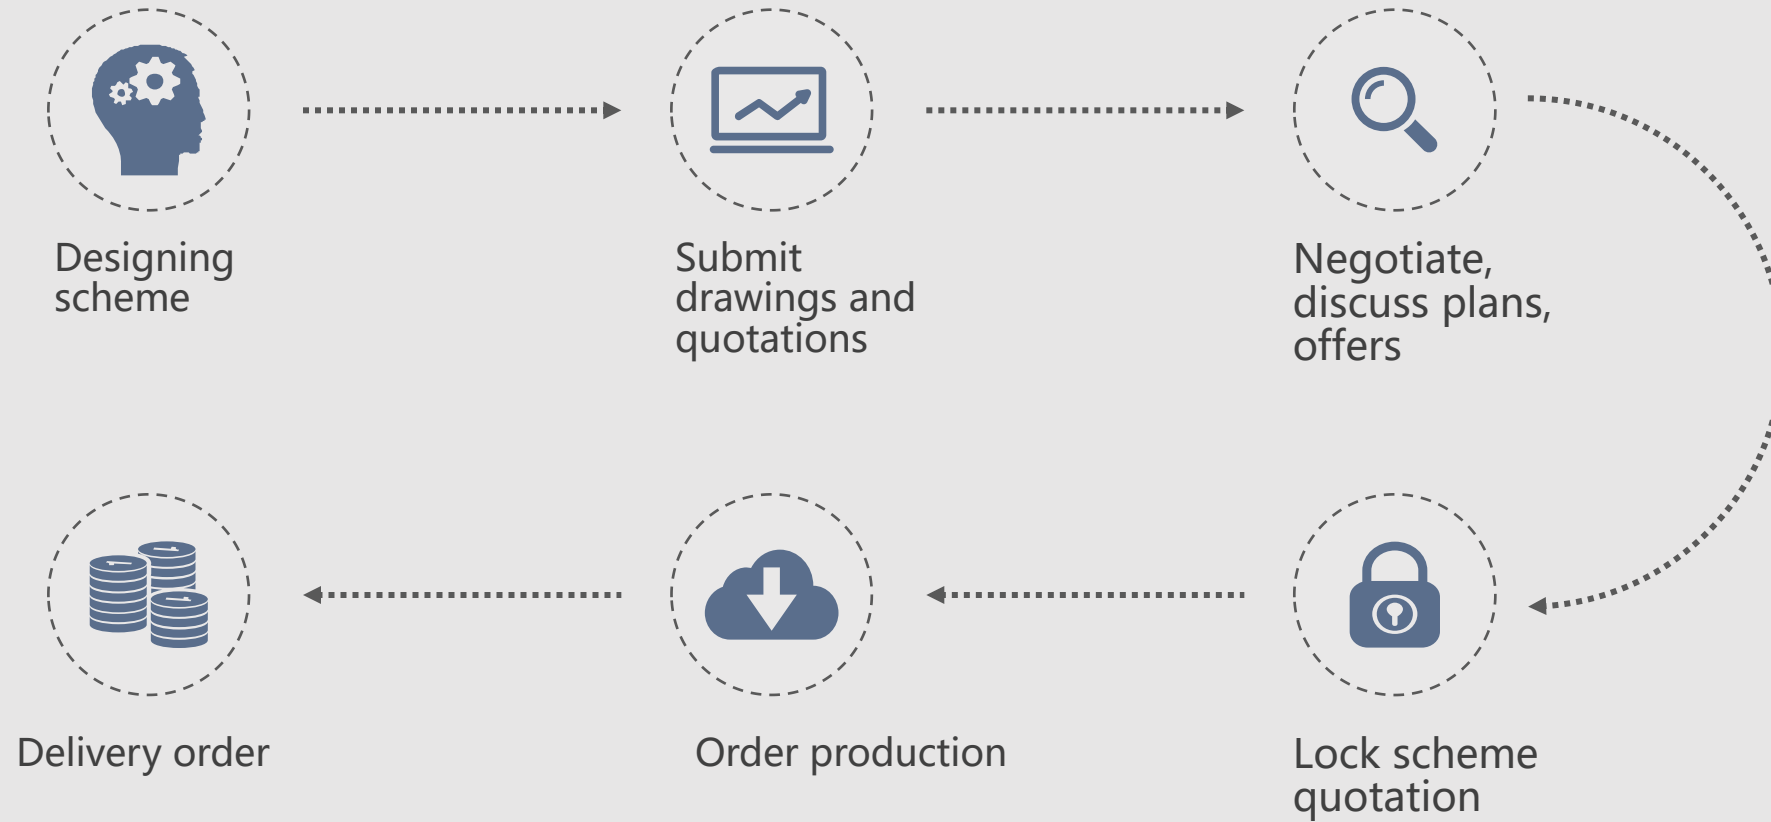 Designing
scheme
Submit
drawings and
quotations
Negotiate,
discuss plans,
offers
Delivery order
Order production
Lock scheme
quotation